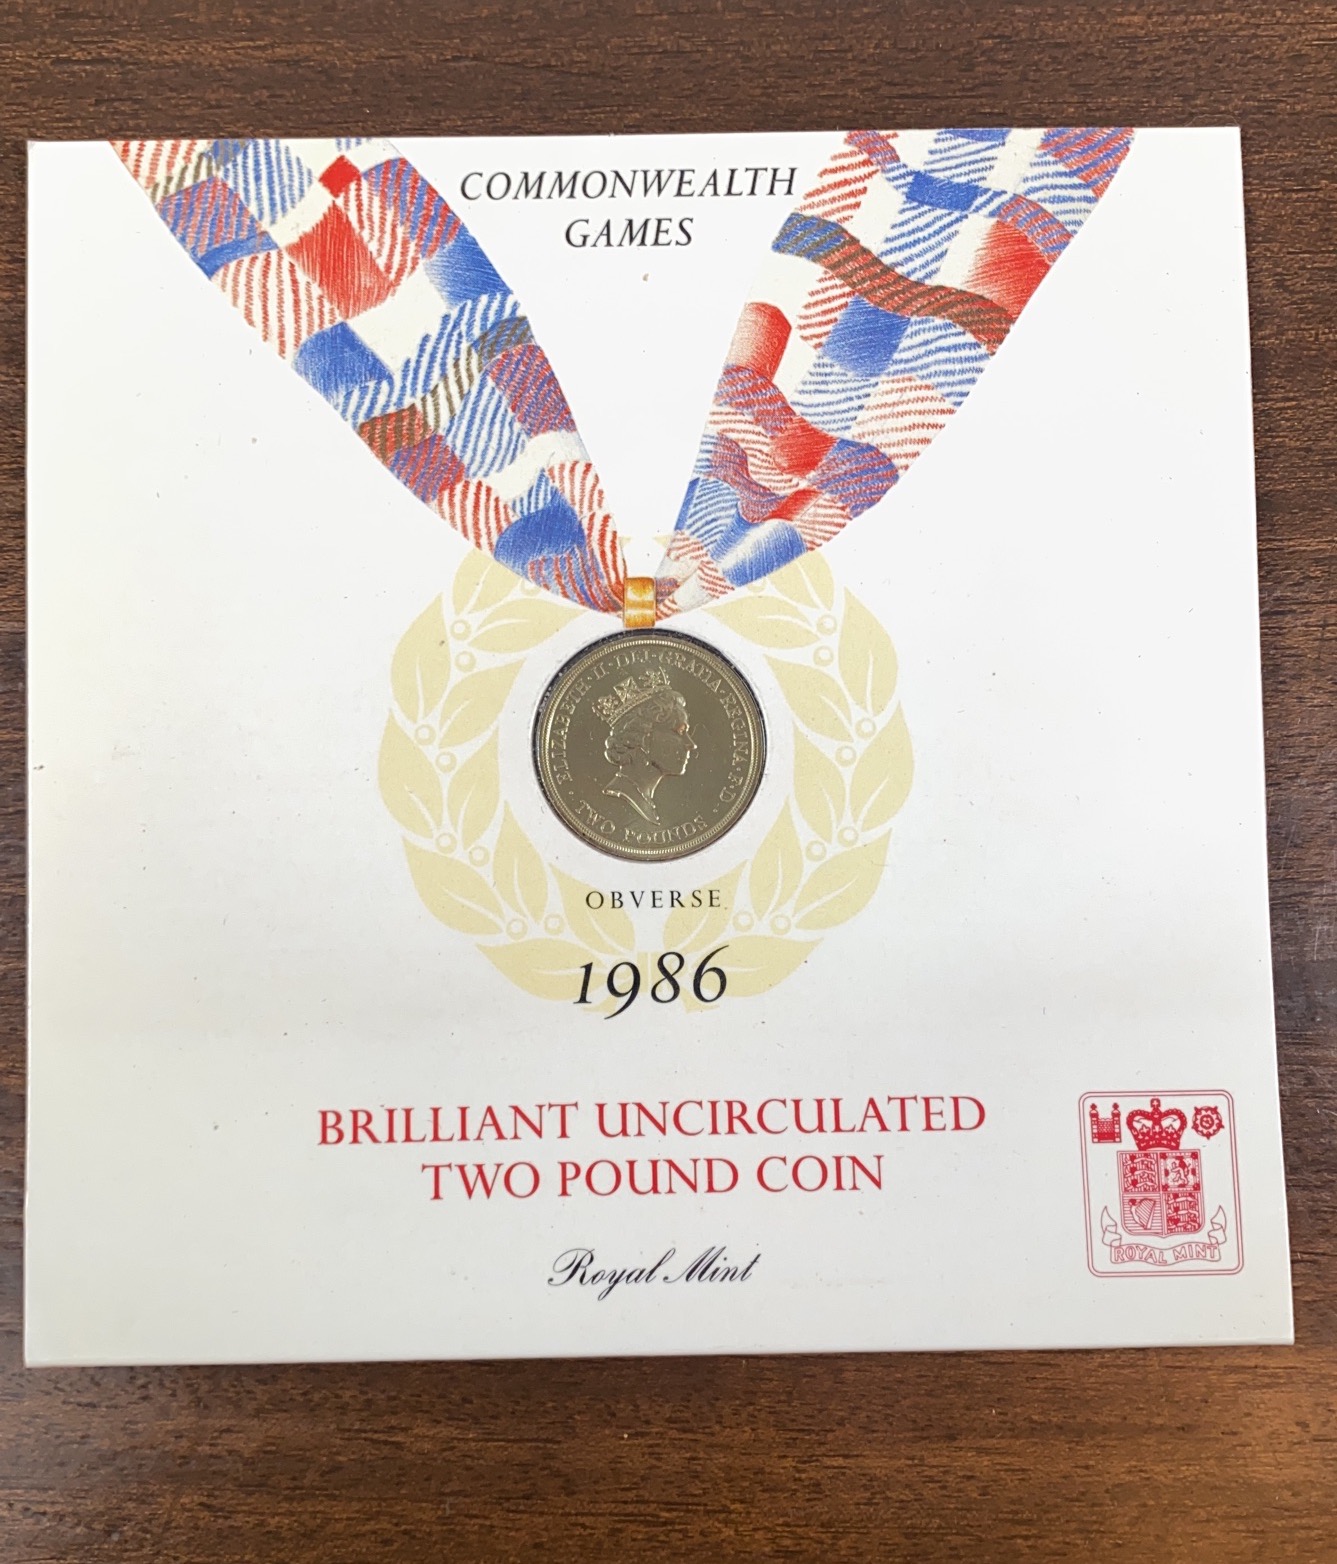 COMMONWEALTH
GAMES
· ELIZABETH · II · DEI · GRATIA · REGINA · F · D ·
TWO POUNDS
OBVERSE
1986
BRILLIANT UNCIRCULATED
TWO POUND COIN
Royal Mint
ROYAL MINT